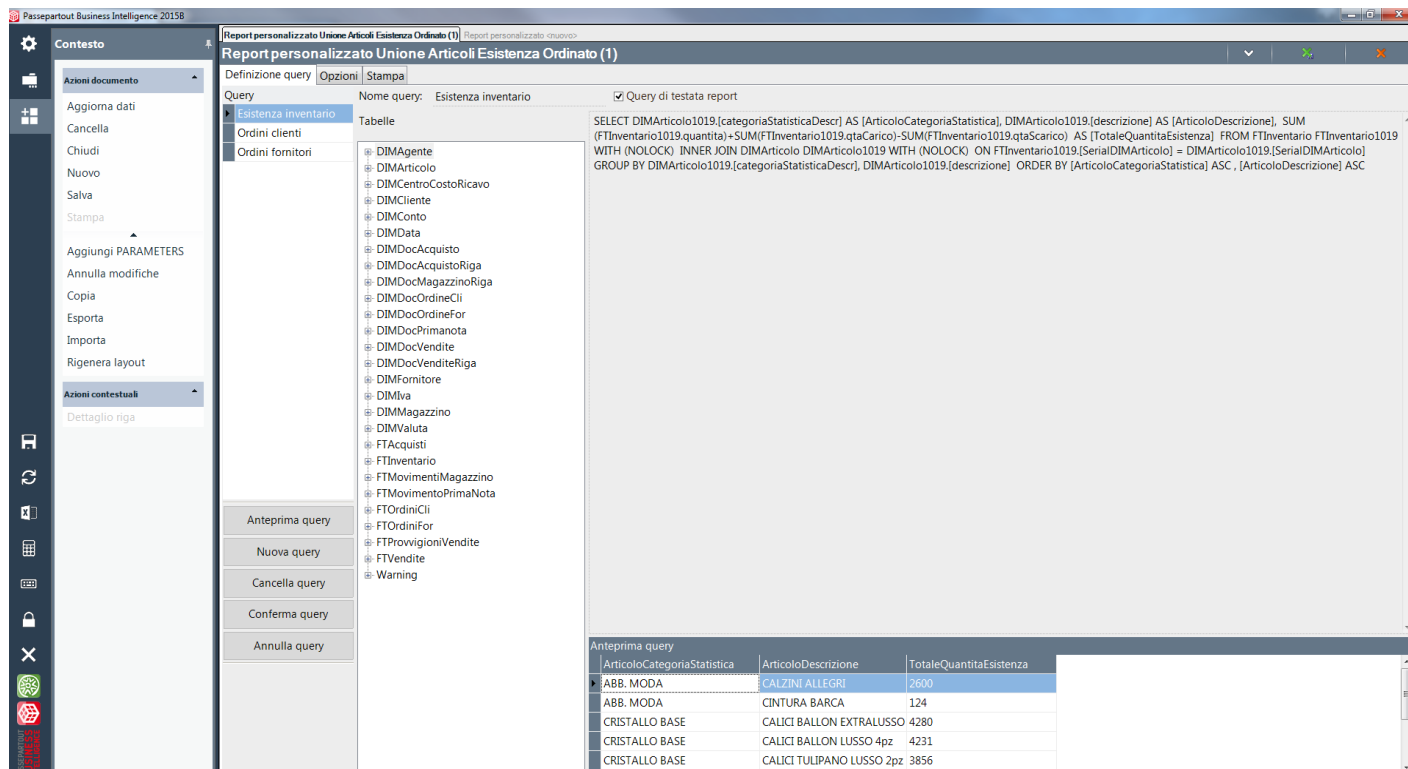 Passepartout Business Intelligence 2015B
Contesto
Azioni documento
Aggiorna dati
Cancella
Chiudi
Nuovo
Salva
Stampa
Aggiungi PARAMETERS
Annulla modifiche
Copia
Esporta
Importa
Rigenera layout
Azioni contestuali
Dettaglio riga
Report personalizzato Unione Articoli Esistenza Ordinato (1) Report personalizzato <nuovo>
Report personalizzato Unione Articoli Esistenza Ordinato (1)
Definizione query Opzioni Stampa
Query
Esistenza inventario
Ordini clienti
Ordini fornitori
Anteprima query
Nuova query
Cancella query
Conferma query
Annulla query
Nome query: Esistenza inventario Query di testata report
Tabelle
DIMAgente
DIMArticolo
DIMCentroCostoRicavo
DIMCliente
DIMConto
DIMData
DIMDocAcquisto
DIMDocAcquistoRiga
DIMDocMagazzinoRiga
DIMDocOrdineCli
DIMDocOrdineFor
DIMDocPrimanota
DIMDocVendite
DIMDocVenditeRiga
DIMFornitore
DIMIva
DIMMagazzino
DIMValuta
FTAcquisti
FTInventario
FTMovimentiMagazzino
FTMovimentoPrimaNota
FTOrdiniCli
FTOrdiniFor
FTProvvigioniVendite
FTVendite
Warning
SELECT DIMArticolo1019.[categoriaStatisticaDescr] AS [ArticoloCategoriaStatistica], DIMArticolo1019.[descrizione] AS [ArticoloDescrizione], SUM
(FTInventario1019.quantita)+SUM(FTInventario1019.qtaCarico)-SUM(FTInventario1019.qtaScarico) AS [TotaleQuantitaEsistenza] FROM FTInventario FTInventario1019
WITH (NOLOCK) INNER JOIN DIMArticolo DIMArticolo1019 WITH (NOLOCK) ON FTInventario1019.[SerialDIMArticolo] = DIMArticolo1019.[SerialDIMArticolo]
GROUP BY DIMArticolo1019.[categoriaStatisticaDescr], DIMArticolo1019.[descrizione] ORDER BY [ArticoloCategoriaStatistica] ASC , [ArticoloDescrizione] ASC
Anteprima query
ArticoloCategoriaStatistica ArticoloDescrizione TotaleQuantitaEsistenza
ABB. MODA CALZINI ALLEGRI 2600
ABB. MODA CINTURA BARCA 124
CRISTALLO BASE CALICI BALLON EXTRALUSSO 4280
CRISTALLO BASE CALICI BALLON LUSSO 4pz 4231
CRISTALLO BASE CALICI TULIPANO LUSSO 2pz 3856